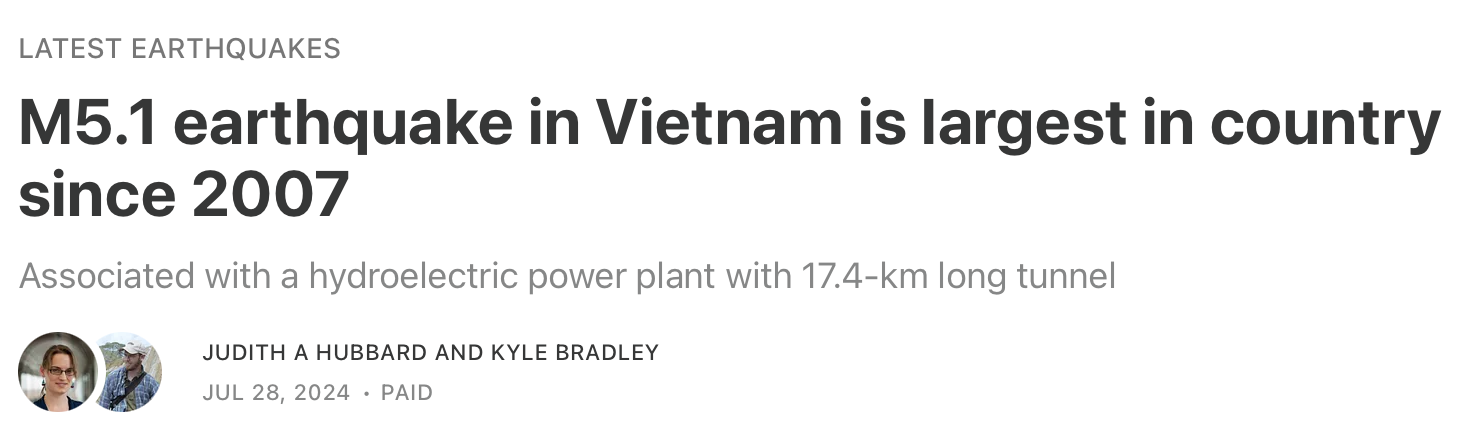 LATEST EARTHQUAKES
M5.1 earthquake in Vietnam is largest in country
since 2007
Associated with a hydroelectric power plant with 17.4-km long tunnel
JUDITH A HUBBARD AND KYLE BRADLEY
JUL 28, 2024 • PAID